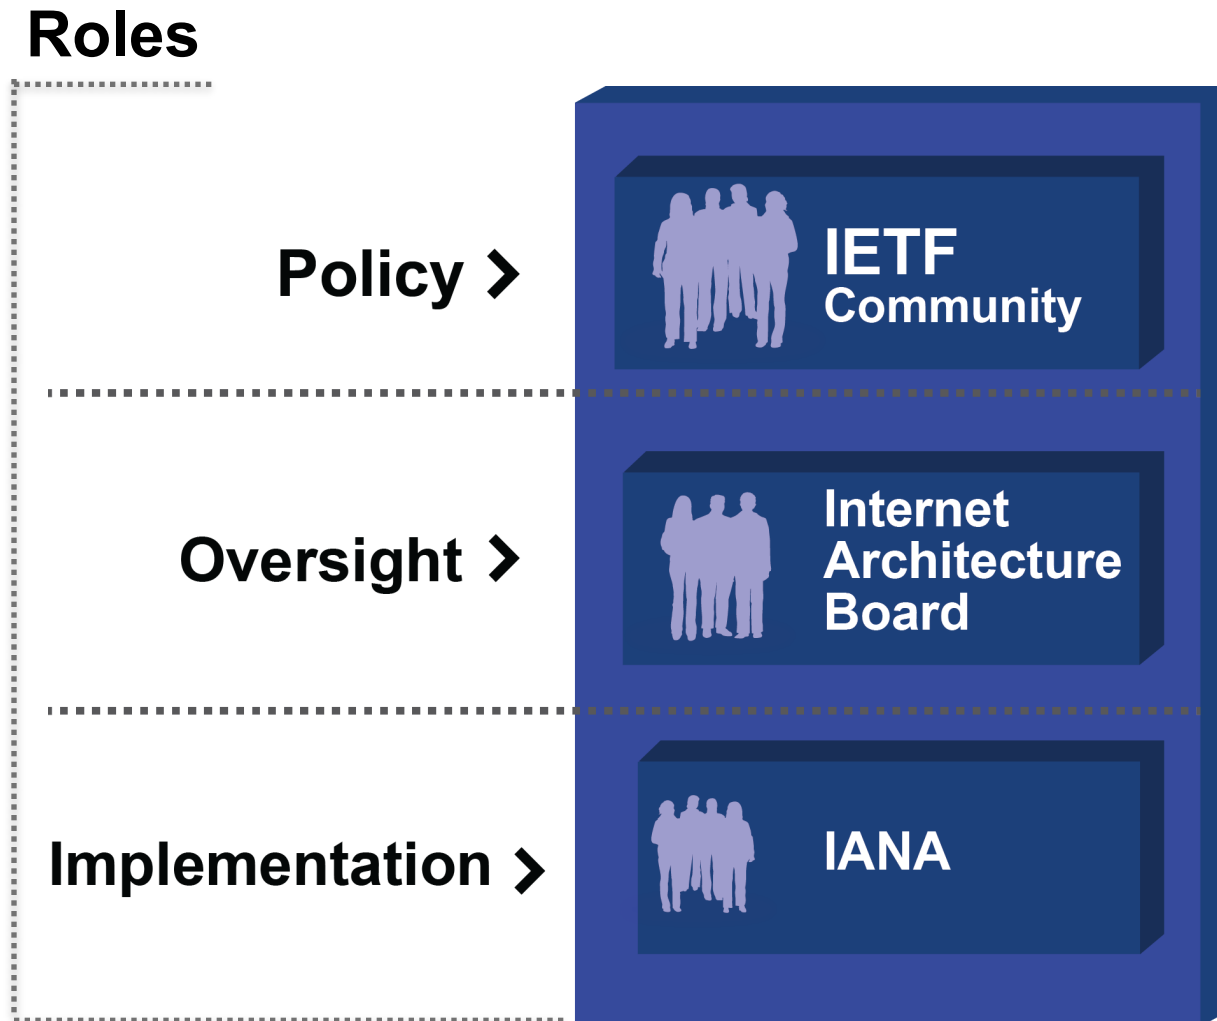 Roles
Policy
IETF
Community
Oversight
Internet
Architecture
Board
Implementation
IANA